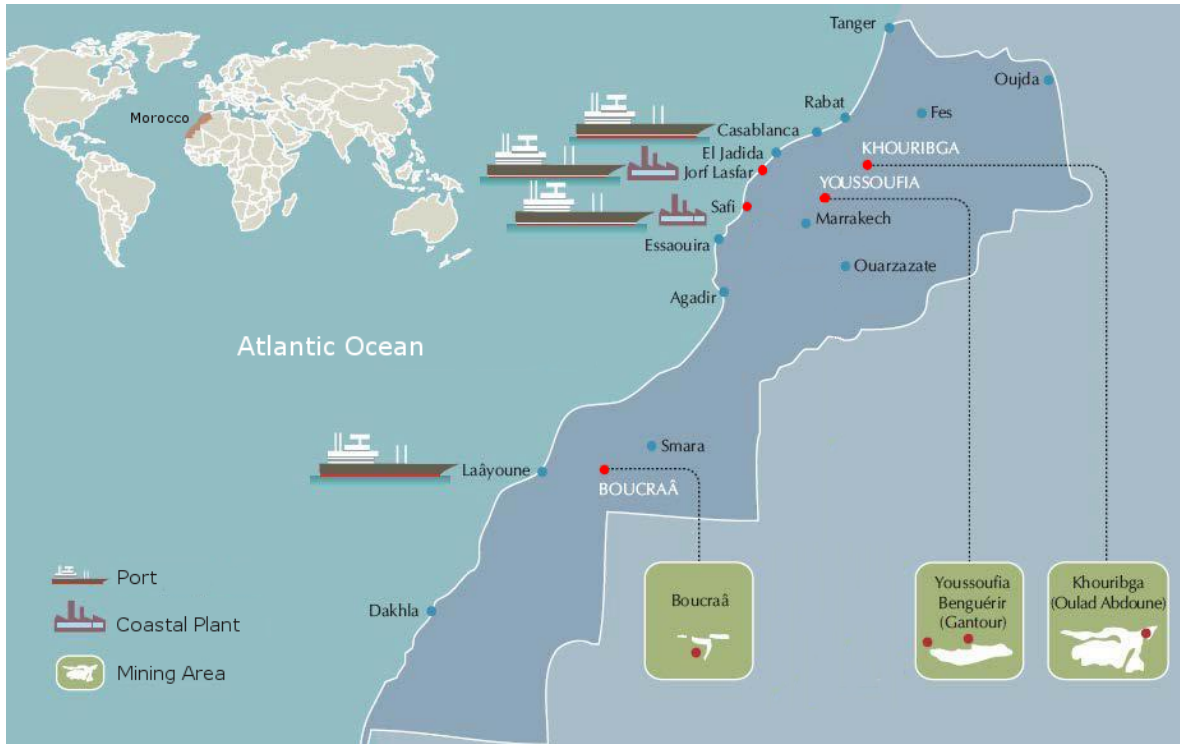 Morocco
Tanger
Oujda
Rabat
Fes
Casablanca
El Jadida
KHOURIBGA
Jorf Lasfar
YOUSSOUFIA
Safi
Marrakech
Essaouira
Ouarzazate
Agadir
Atlantic Ocean
Smara
Laâyoune
BOUCRAÂ
Dakhla
Port
Coastal Plant
Mining Area
Boucraâ
Youssoufia
Benguérir
(Gantour)
Khouribga
(Oulad Abdoune)